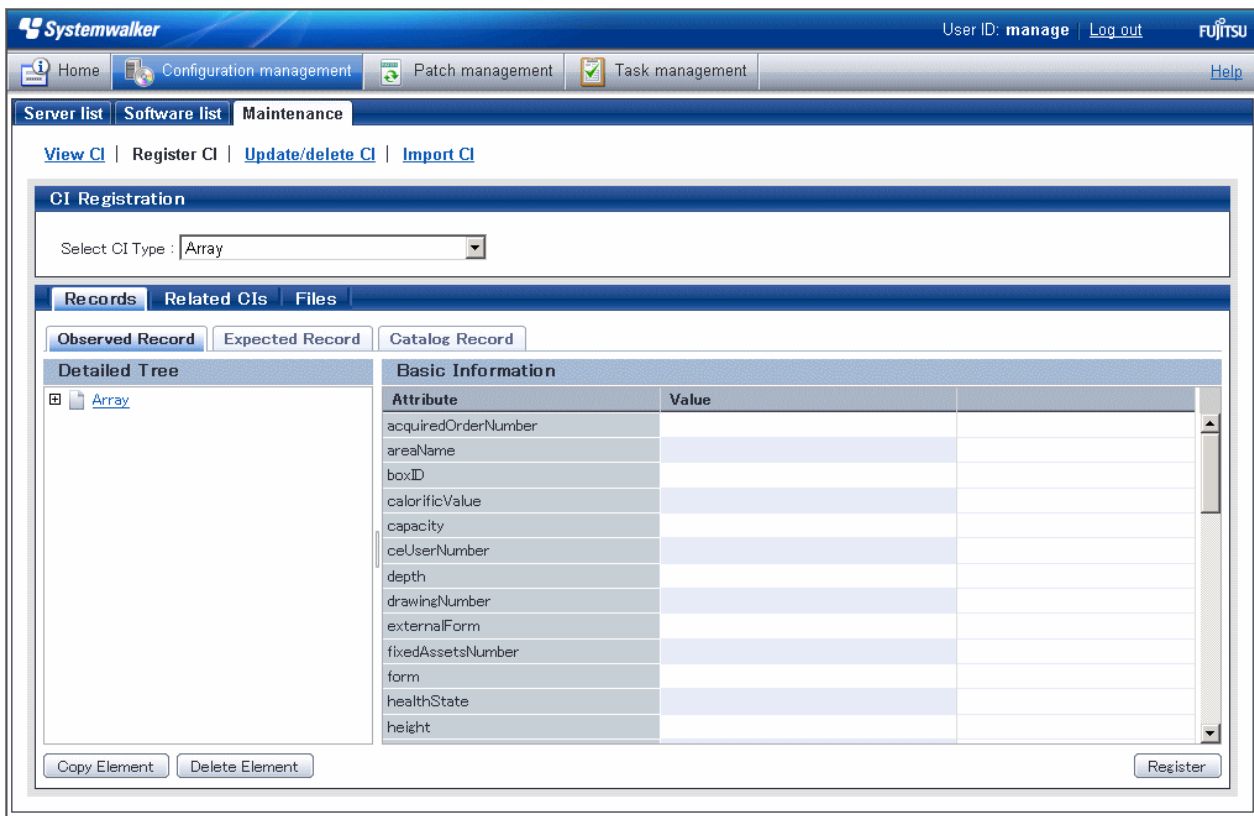 Systemwalker User ID: manage | Log out FUJITSU
Home Configuration management Patch management Task management Help
Server list Software list Maintenance
View CI | Register CI | Update/delete CI | Import CI
CI Registration
Select CI Type : Array
Records Related CIs Files
Observed Record Expected Record Catalog Record
Detailed Tree Basic Information
Array Attribute Value
acquiredOrderNumber
areaName
boxID
calorificValue
capacity
ceUserNumber
depth
drawingNumber
externalForm
fixedAssetsNumber
form
healthState
height
Copy Element Delete Element Register